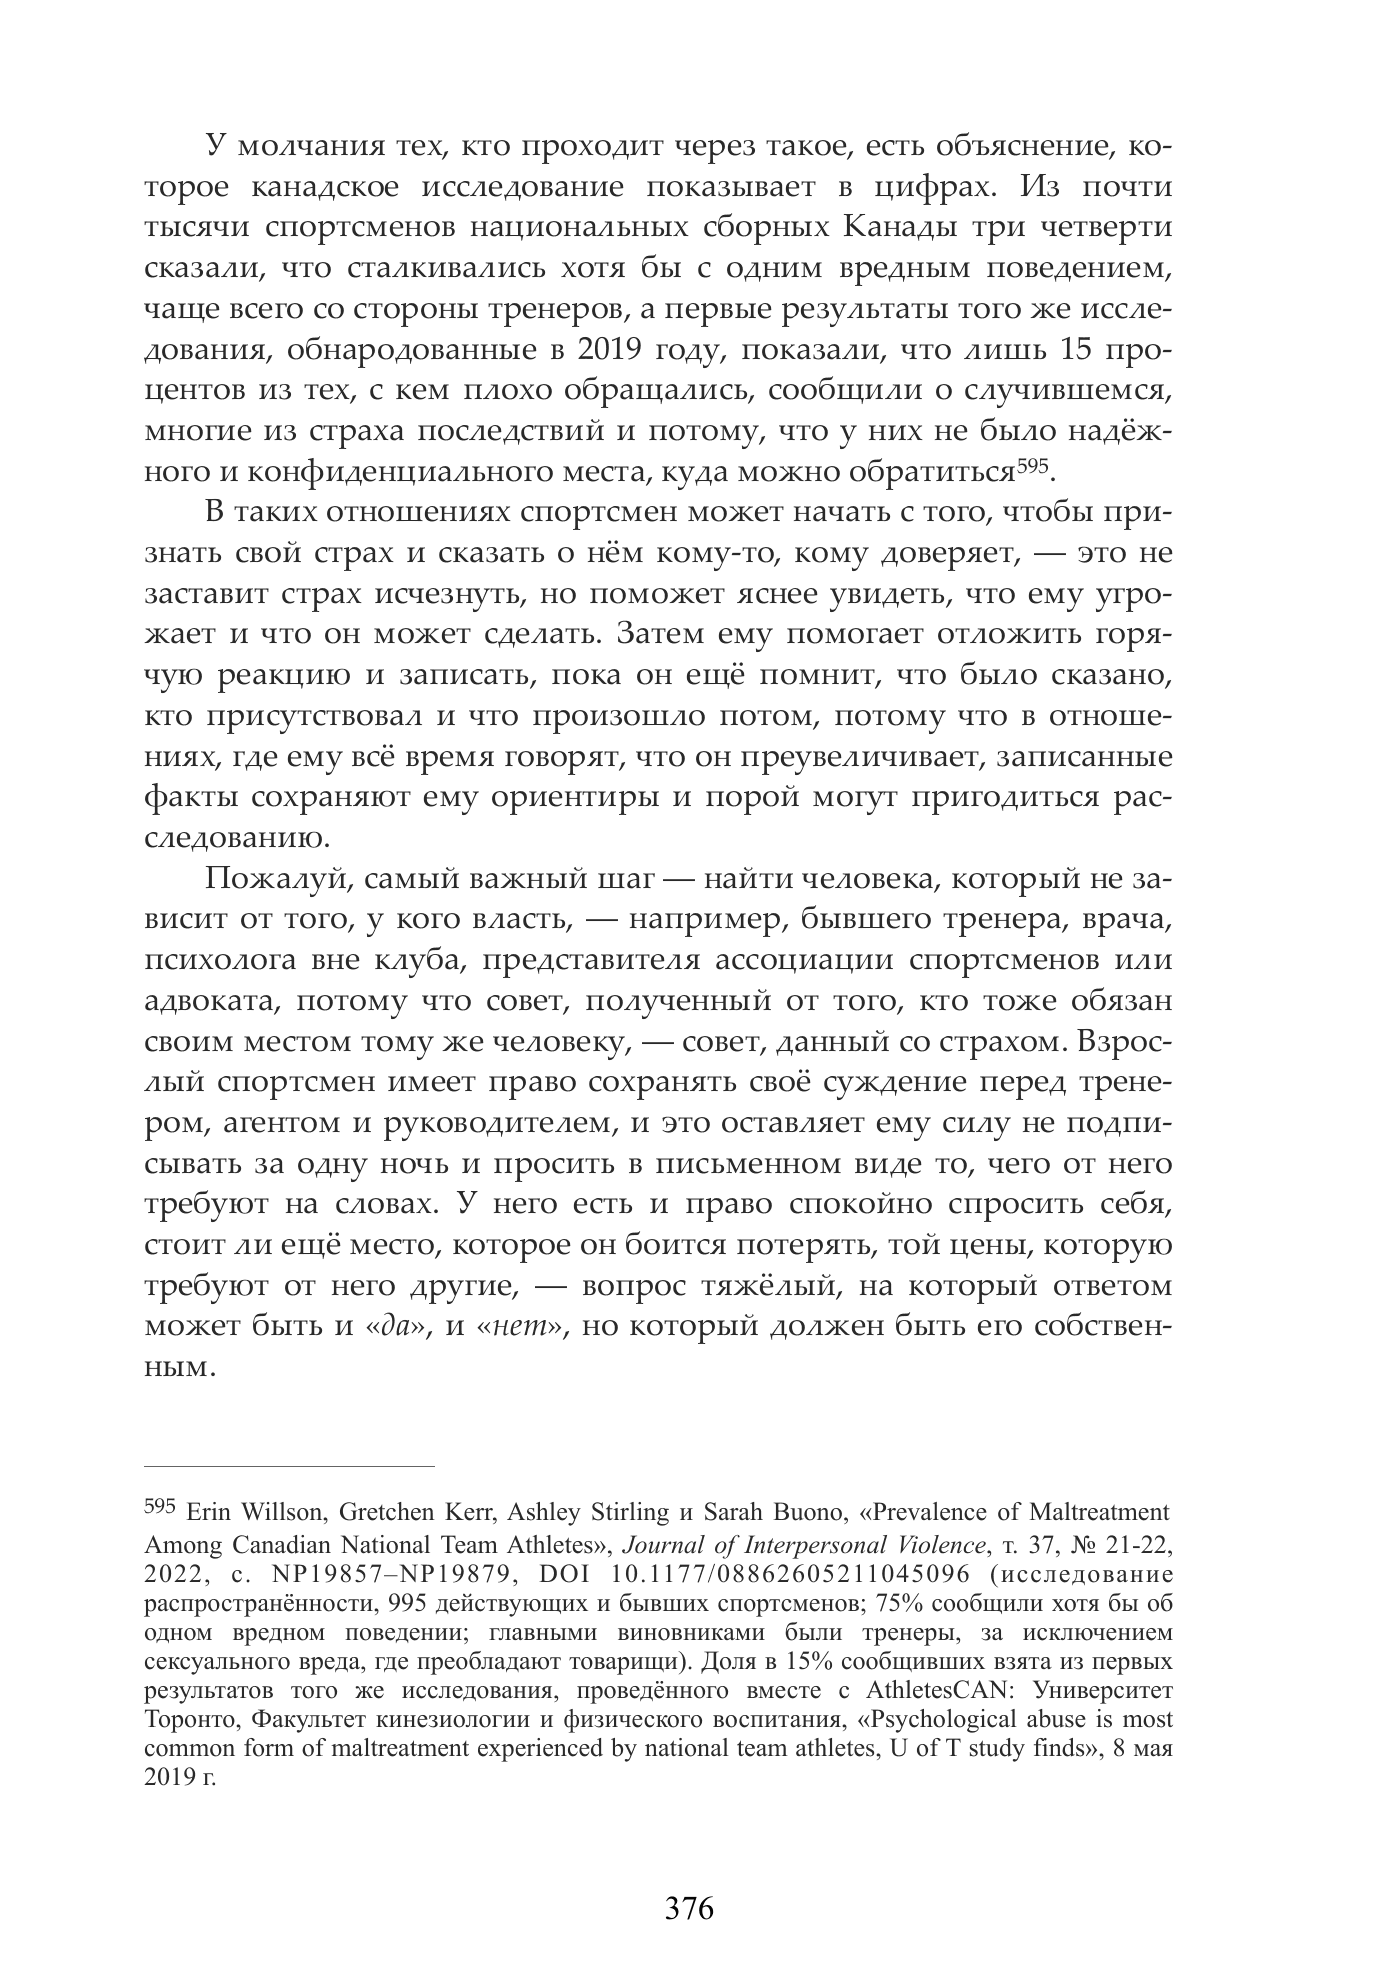 У молчания тех, кто проходит через такое, есть объяснение, ко-
торое канадское исследование показывает в цифрах. Из почти
тысячи спортсменов национальных сборных Канады три четверти
сказали, что сталкивались хотя бы с одним вредным поведением,
чаще всего со стороны тренеров, а первые результаты того же иссле-
дования, обнародованные в 2019 году, показали, что лишь 15 про-
центов из тех, с кем плохо обращались, сообщили о случившемся,
многие из страха последствий и потому, что у них не было надёж-
ного и конфиденциального места, куда можно обратиться⁵⁹⁵.
В таких отношениях спортсмен может начать с того, чтобы при-
знать свой страх и сказать о нём кому-то, кому доверяет, — это не
заставит страх исчезнуть, но поможет яснее увидеть, что ему угро-
жает и что он может сделать. Затем ему помогает отложить горя-
чую реакцию и записать, пока он ещё помнит, что было сказано,
кто присутствовал и что произошло потом, потому что в отноше-
ниях, где ему всё время говорят, что он преувеличивает, записанные
факты сохраняют ему ориентиры и порой могут пригодиться рас-
следованию.
Пожалуй, самый важный шаг — найти человека, который не за-
висит от того, у кого власть, — например, бывшего тренера, врача,
психолога вне клуба, представителя ассоциации спортсменов или
адвоката, потому что совет, полученный от того, кто тоже обязан
своим местом тому же человеку, — совет, данный со страхом. Взрос-
лый спортсмен имеет право сохранять своё суждение перед трене-
ром, агентом и руководителем, и это оставляет ему силу не подпи-
сывать за одну ночь и просить в письменном виде то, чего от него
требуют на словах. У него есть и право спокойно спросить себя,
стоит ли ещё место, которое он боится потерять, той цены, которую
требуют от него другие, — вопрос тяжёлый, на который ответом
может быть и «да», и «нет», но который должен быть его собствен-
ным.
⁵⁹⁵ Erin Willson, Gretchen Kerr, Ashley Stirling и Sarah Buono, «Prevalence of Maltreatment
Among Canadian National Team Athletes», Journal of Interpersonal Violence, т. 37, № 21-22,
2022, с. NP19857–NP19879, DOI 10.1177/08862605211045096 (исследование
распространённости, 995 действующих и бывших спортсменов; 75% сообщили хотя бы об
одном вредном поведении; главными виновниками были тренеры, за исключением
сексуального вреда, где преобладают товарищи). Доля в 15% сообщивших взята из первых
результатов того же исследования, проведённого вместе с AthletesCAN: Университет
Торонто, Факультет кинезиологии и физического воспитания, «Psychological abuse is most
common form of maltreatment experienced by national team athletes, U of T study finds», 8 мая
2019 г.
376